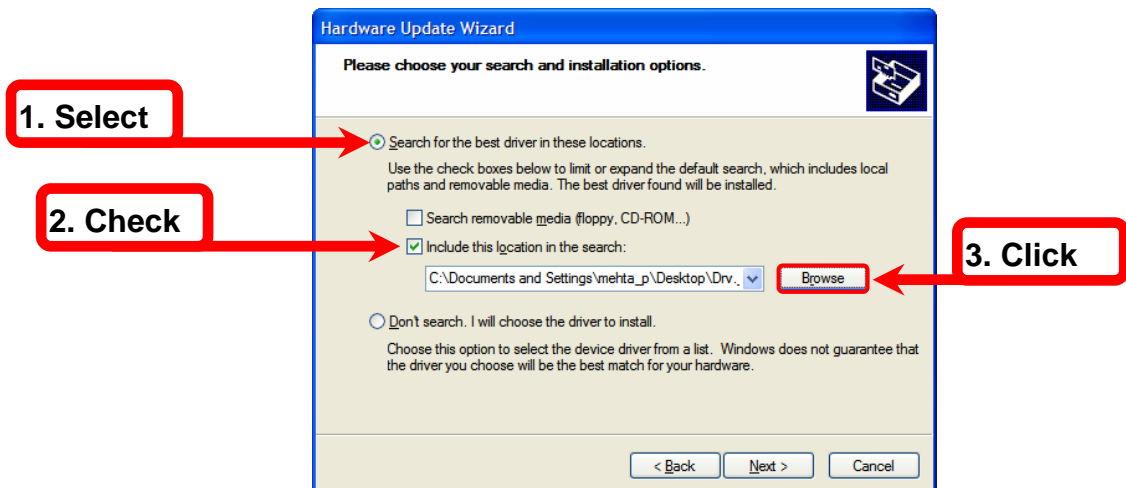 Hardware Update Wizard
Please choose your search and installation options.
1. Select
Search for the best driver in these locations.
Use the check boxes below to limit or expand the default search, which includes local
paths and removable media. The best driver found will be installed.
2. Check
Search removable media (floppy, CD-ROM...)
Include this location in the search:
3. Click
C:\Documents and Settings\mehta_p\Desktop\Drv._
Browse
Don't search. I will choose the driver to install.
Choose this option to select the device driver from a list. Windows does not guarantee that
the driver you choose will be the best match for your hardware.
< Back
Next >
Cancel